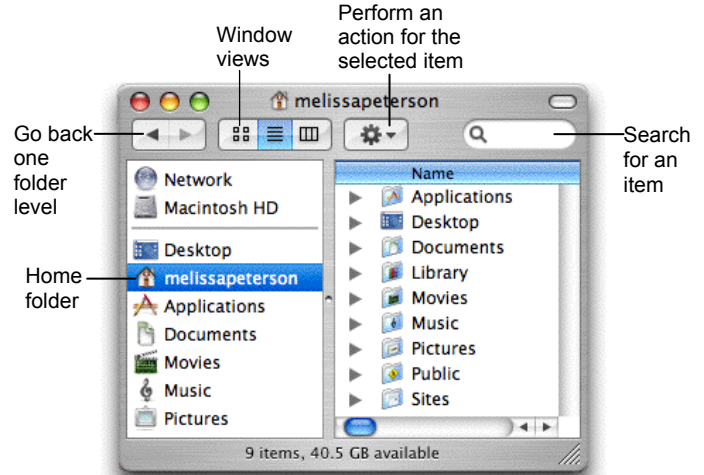 Perform an
action for the
selected item
Window
views
melissapeterson
Go back
one
folder
level
Search
for an
item
Network
Macintosh HD
Desktop
melissapeterson
Applications
Documents
Movies
Music
Pictures
Home
folder
Name
Applications
Desktop
Documents
Library
Movies
Music
Pictures
Public
Sites
9 items, 40.5 GB available